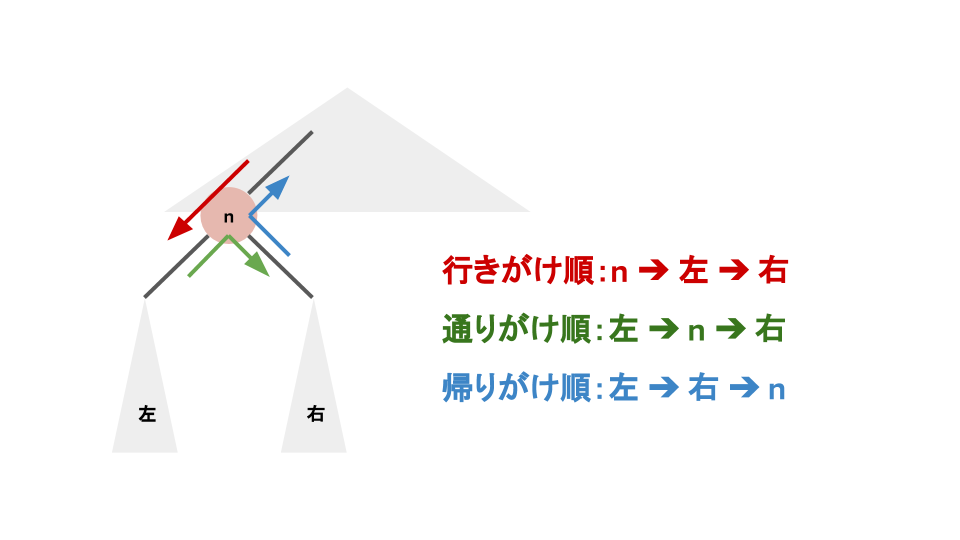 n
行きがけ順：n ➔ 左 ➔ 右
通りがけ順：左 ➔ n ➔ 右
帰りがけ順：左 ➔ 右 ➔ n
左
右